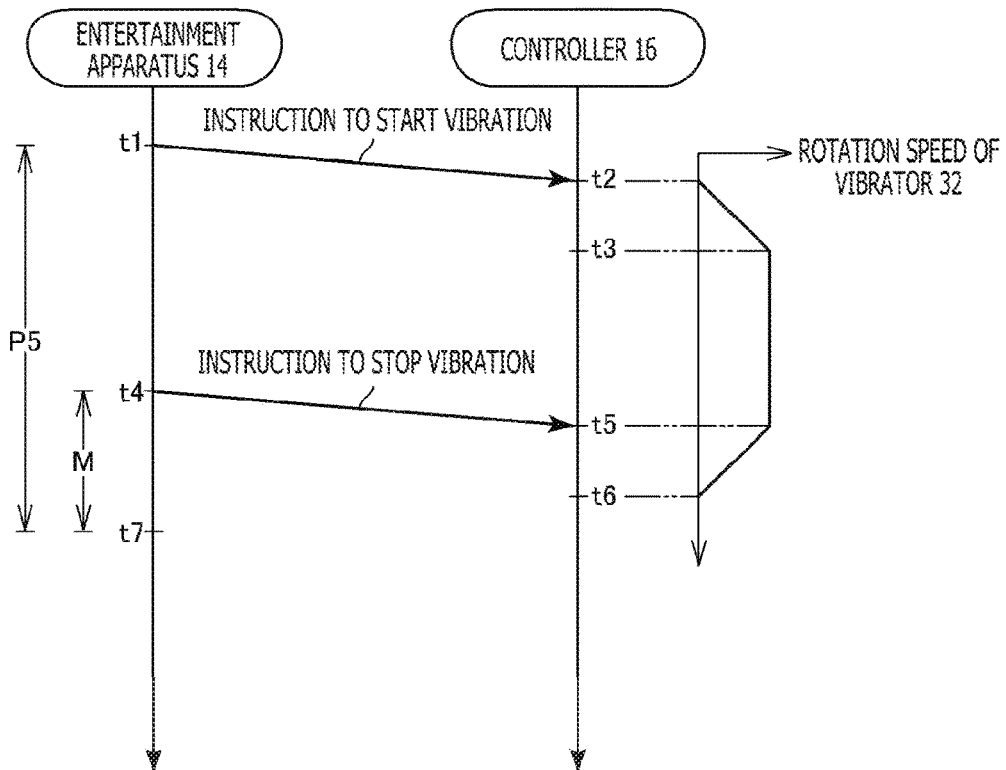 ENTERTAINMENT
APPARATUS 14
CONTROLLER 16
INSTRUCTION TO START VIBRATION
t1
t2
ROTATION SPEED OF
VIBRATOR 32
t3
P5
INSTRUCTION TO STOP VIBRATION
t4
t5
M
t6
t7